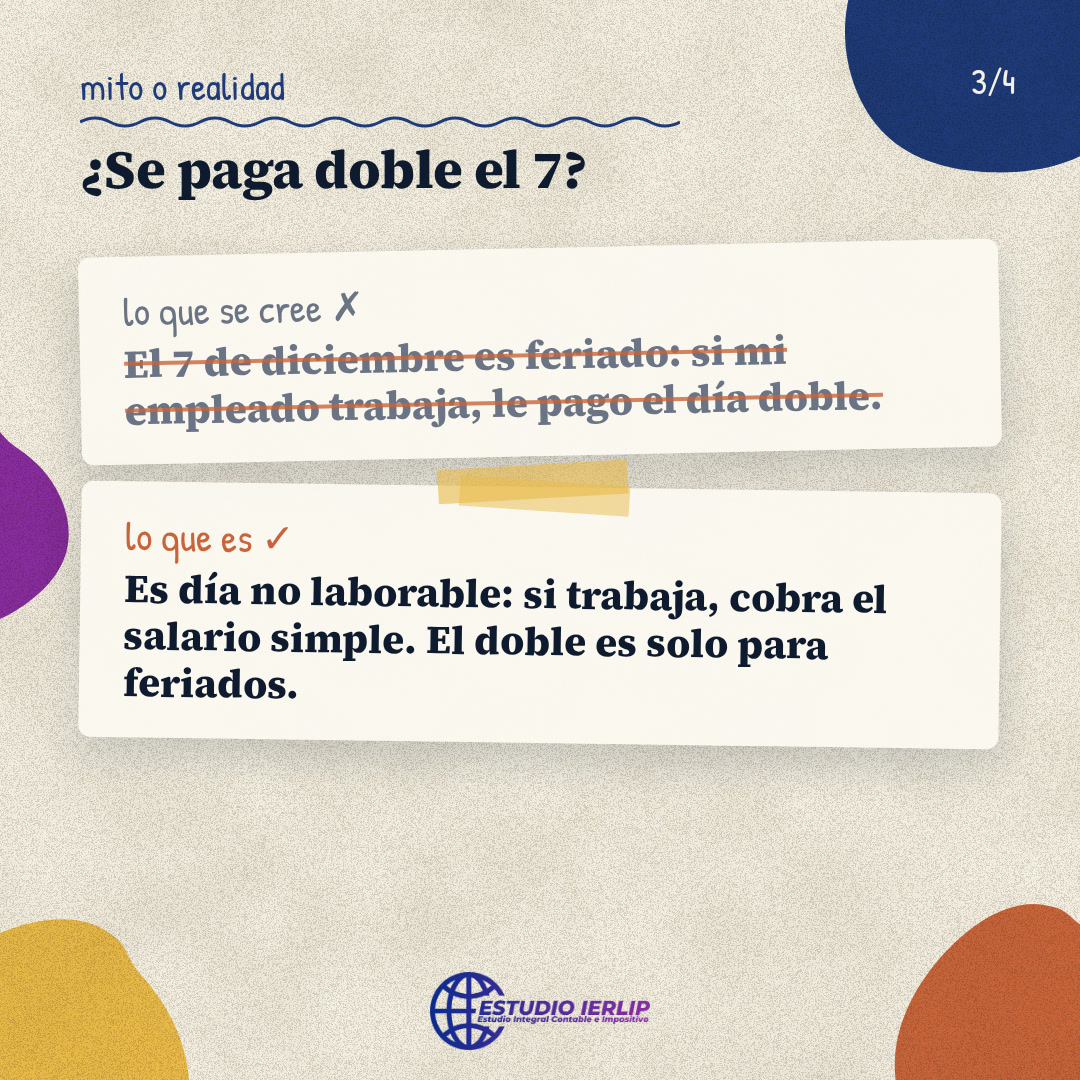 mito o realidad
3/4
¿Se paga doble el 7?
lo que se cree ✗
El 7 de diciembre es feriado: si mi
empleado trabaja, le pago el día doble.
lo que es ✓
Es día no laborable: si trabaja, cobra el
salario simple. El doble es solo para
feriados.
ESTUDIO IERLIP
Estudio Integral Contable e Impositivo